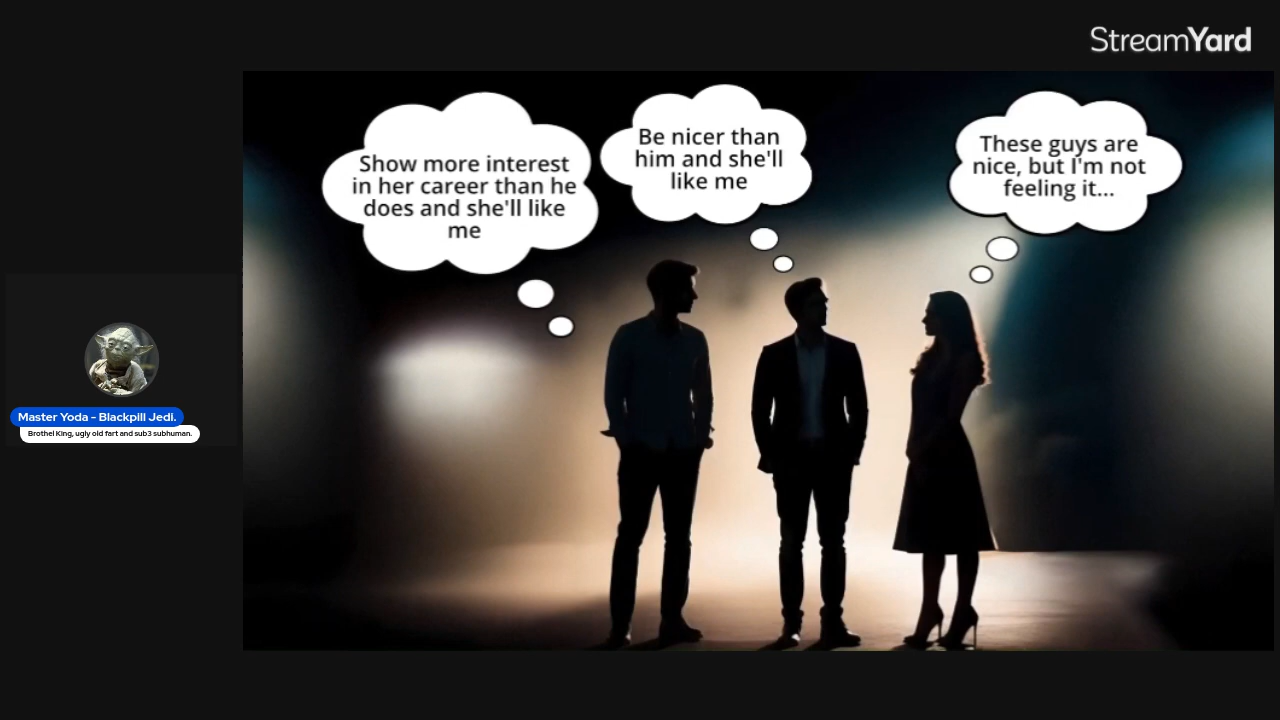 StreamYard
Show more interest
in her career than he
does and she'll like
me
Be nicer than
him and she'll
like me
These guys are
nice, but I'm not
feeling it...
Master Yoda - Blackpill Jedi.
Brothel King, ugly old fart and sub3 subhuman.